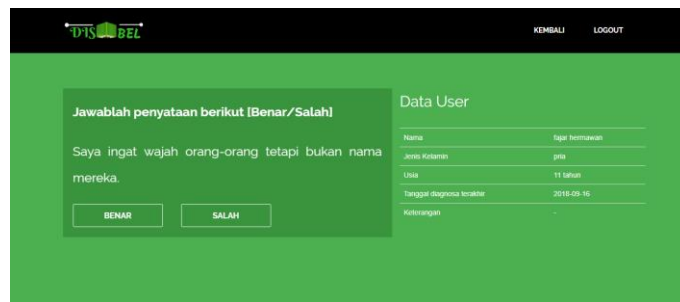 DISABEL
KEMBALI LOGOUT
Jawablah penyataan berikut [Benar/Salah]
Saya ingat wajah orang-orang tetapi bukan nama
mereka.
BENAR SALAH
Data User
Nama fajar hermawan
Jenis Kelamin pria
Usia 11 tahun
Tanggal diagnosa terakhir 2018-09-16
Keterangan -